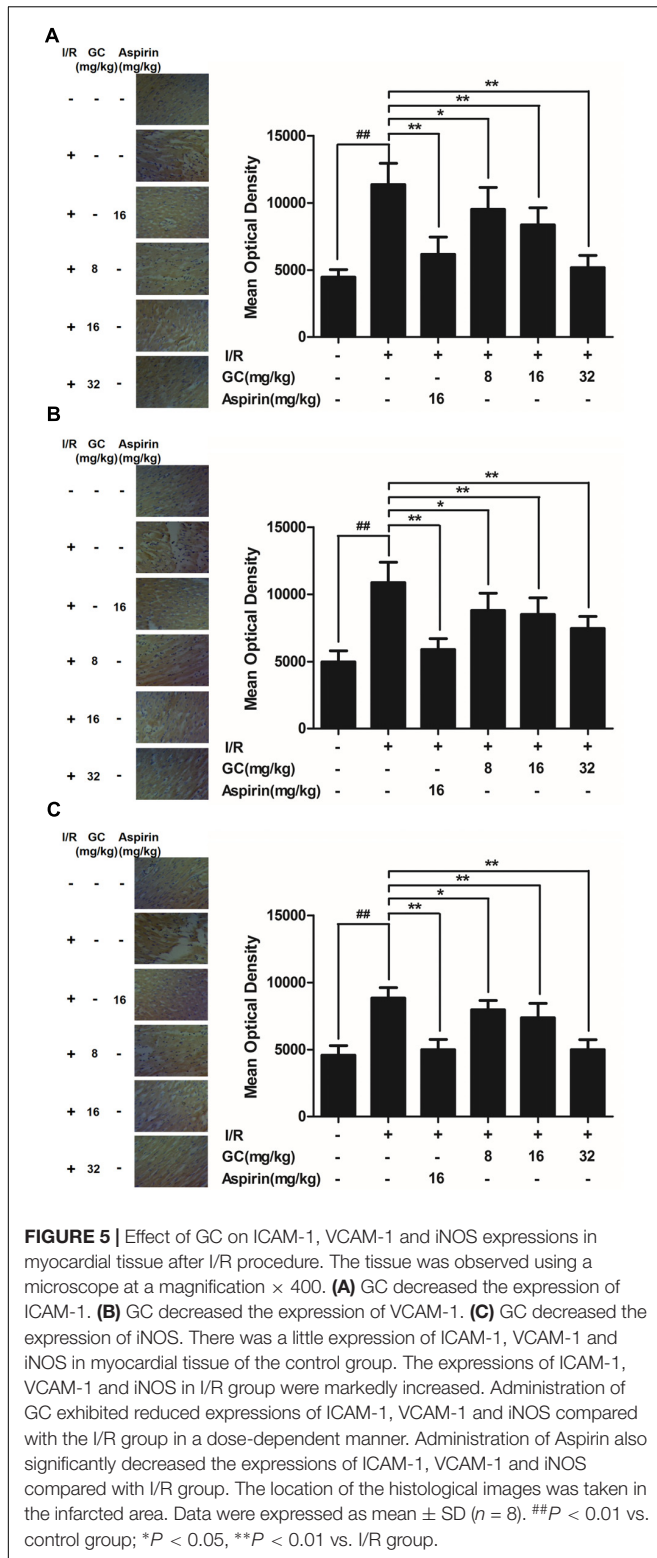 A
I/R GC Aspirin
(mg/kg) (mg/kg)
- - -
+ - -
+ - 16
+ 8 -
+ 16 -
+ 32 -
Mean Optical Density
15000
10000
5000
0
##
**
*
**
**
I/R - + + + + +
GC(mg/kg) - - - 8 16 32
Aspirin(mg/kg) - - 16 - - -
B
I/R GC Aspirin
(mg/kg) (mg/kg)
- - -
+ - -
+ - 16
+ 8 -
+ 16 -
+ 32 -
Mean Optical Density
15000
10000
5000
0
##
**
*
**
**
I/R - + + + + +
GC(mg/kg) - - - 8 16 32
Aspirin(mg/kg) - - 16 - - -
C
I/R GC Aspirin
(mg/kg) (mg/kg)
- - -
+ - -
+ - 16
+ 8 -
+ 16 -
+ 32 -
Mean Optical Density
15000
10000
5000
0
##
**
*
**
**
I/R - + + + + +
GC(mg/kg) - - - 8 16 32
Aspirin(mg/kg) - - 16 - - -
FIGURE 5 | Effect of GC on ICAM-1, VCAM-1 and iNOS expressions in
myocardial tissue after I/R procedure. The tissue was observed using a
microscope at a magnification × 400. (A) GC decreased the expression of
ICAM-1. (B) GC decreased the expression of VCAM-1. (C) GC decreased the
expression of iNOS. There was a little expression of ICAM-1, VCAM-1 and
iNOS in myocardial tissue of the control group. The expressions of ICAM-1,
VCAM-1 and iNOS in I/R group were markedly increased. Administration of
GC exhibited reduced expressions of ICAM-1, VCAM-1 and iNOS compared
with the I/R group in a dose-dependent manner. Administration of Aspirin also
significantly decreased the expressions of ICAM-1, VCAM-1 and iNOS
compared with I/R group. The location of the histological images was taken in
the infarcted area. Data were expressed as mean ± SD (n = 8). ##P < 0.01 vs.
control group; *P < 0.05, **P < 0.01 vs. I/R group.